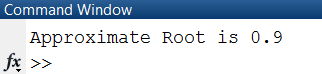 Command Window
Approximate Root is 0.9
fx >>